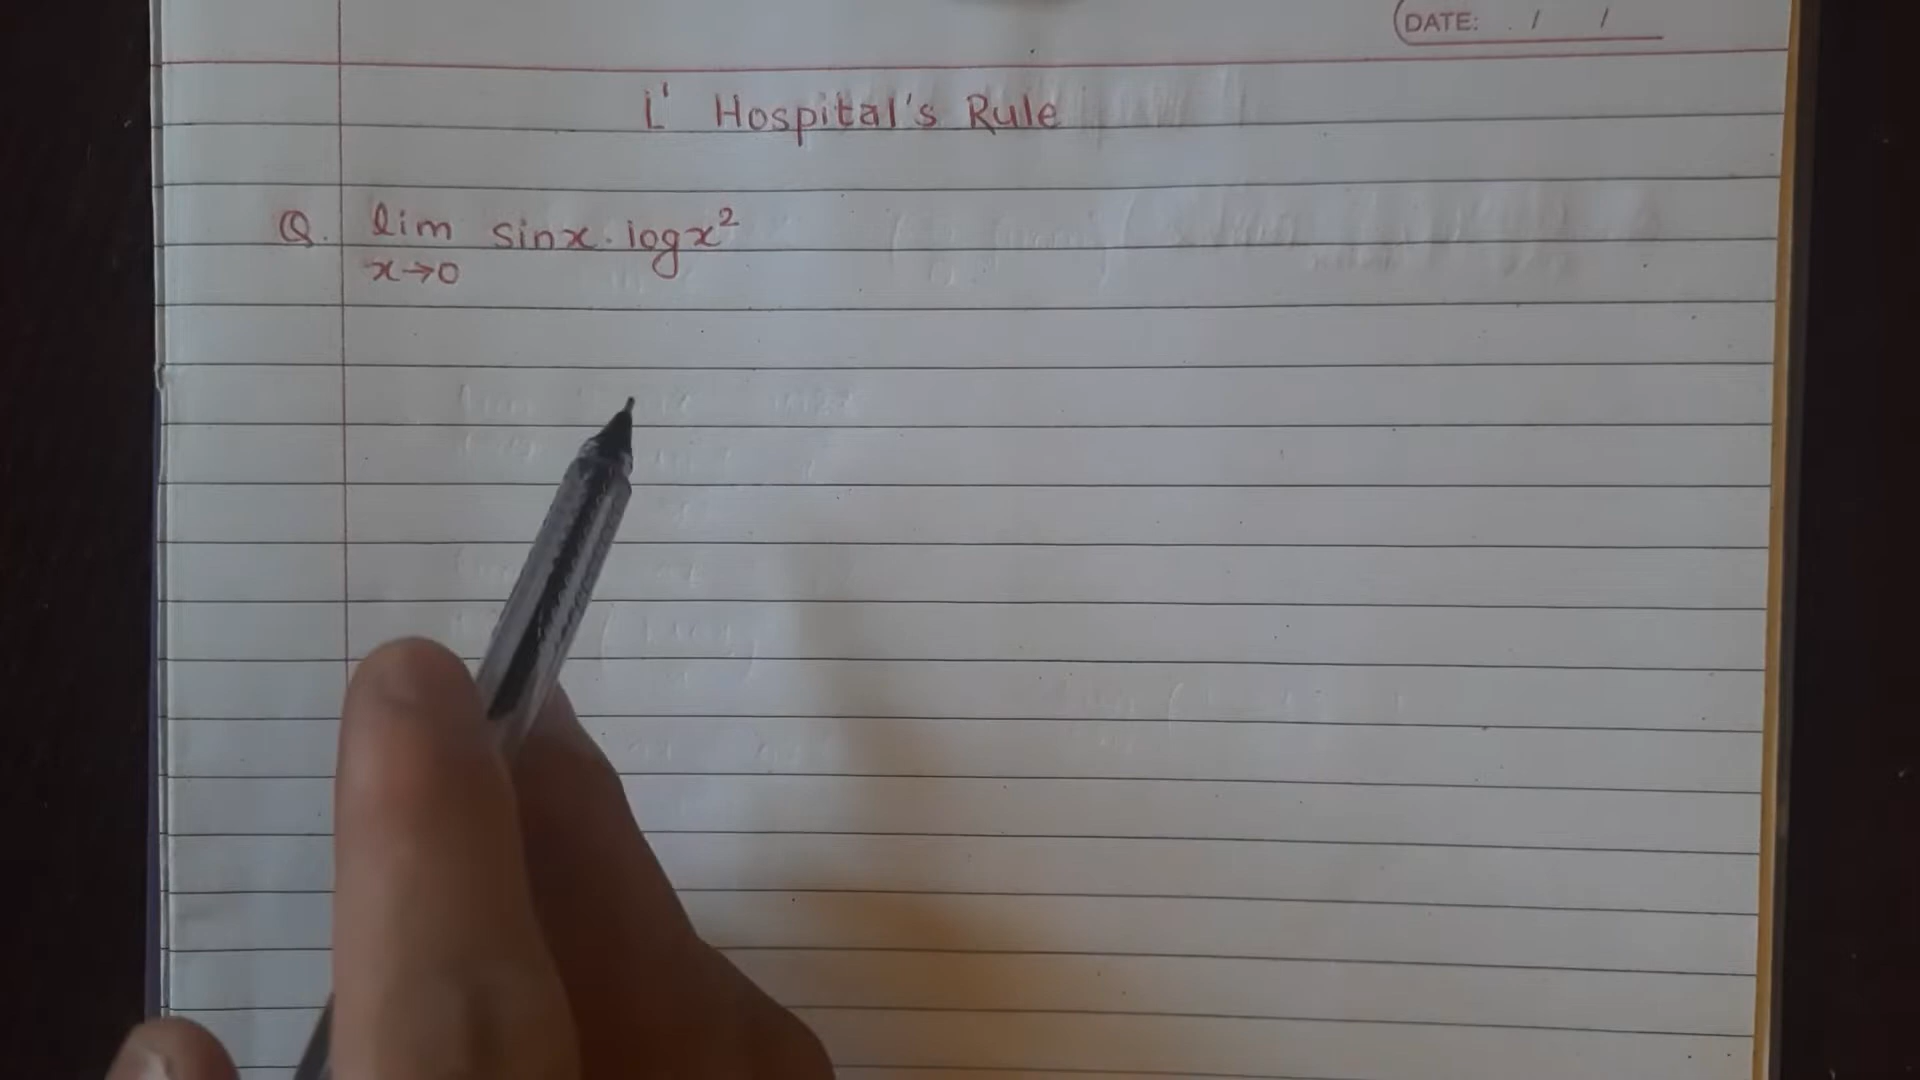 DATE: / /
L' Hospital's Rule
Q. lim sinx · logx²
x→0